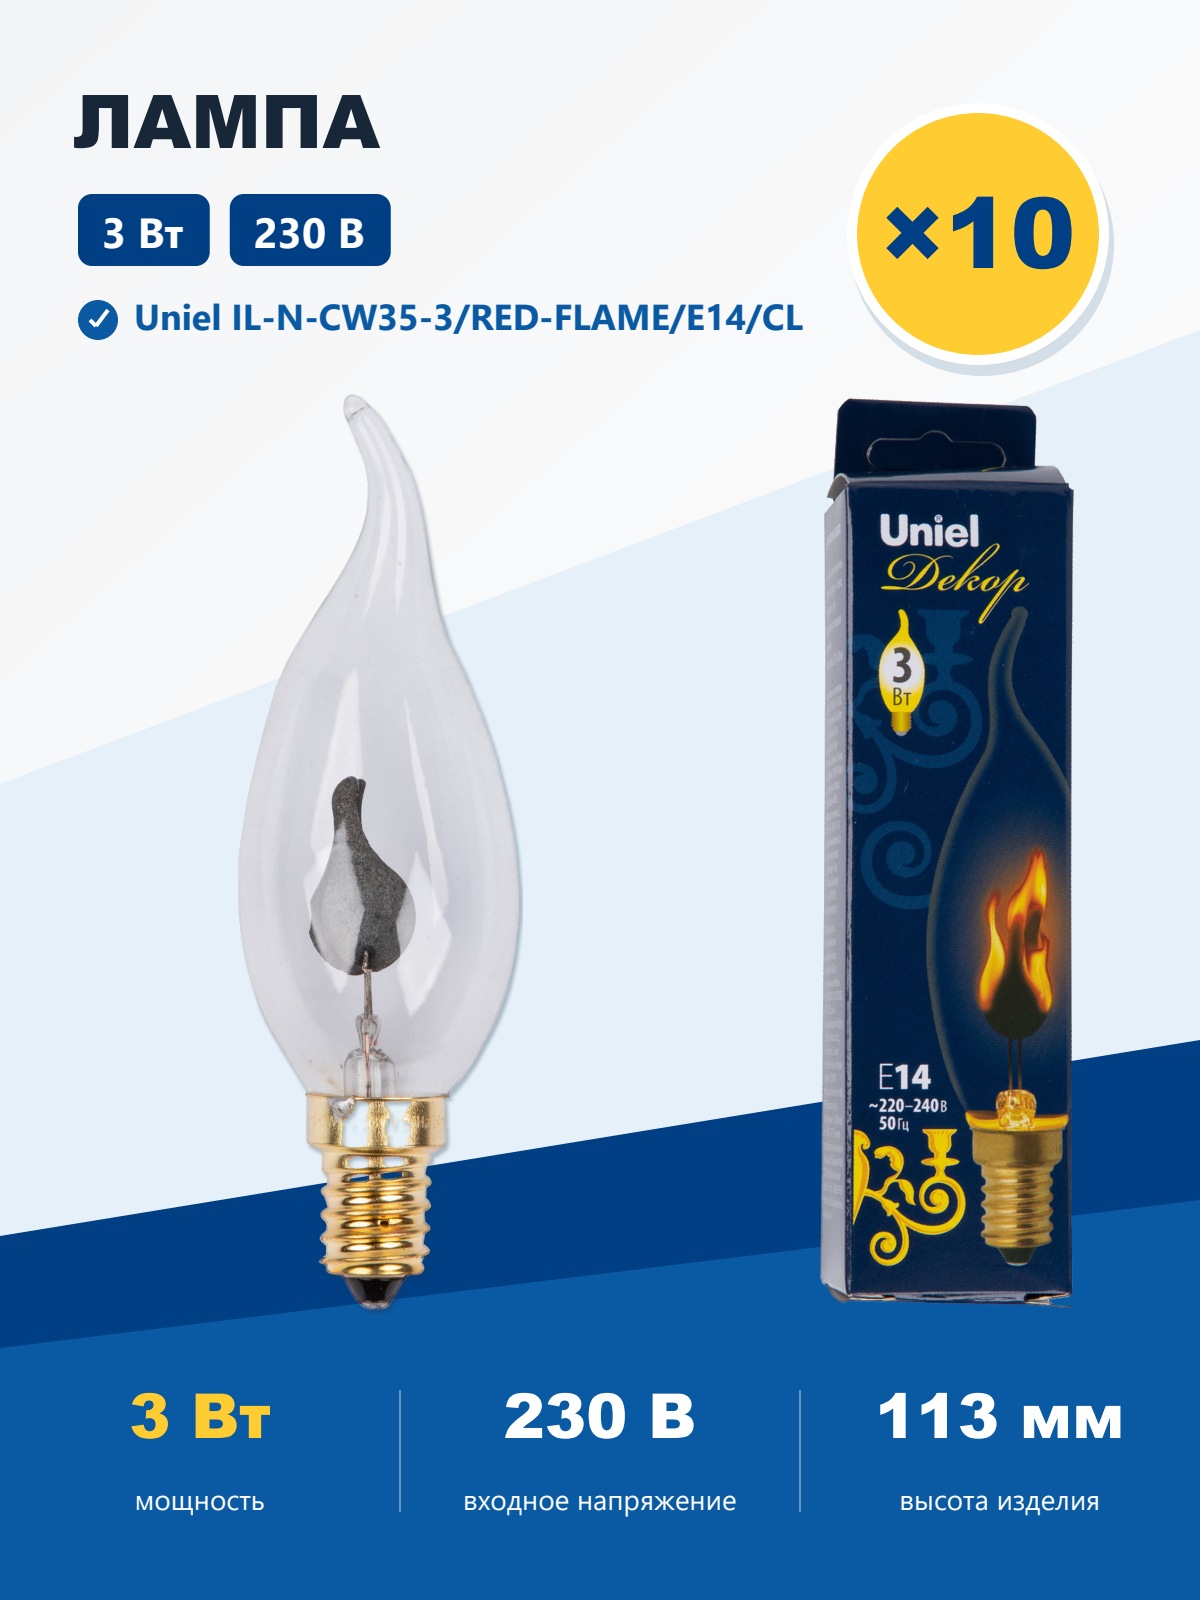 ЛАМПА
3 Вт
230 В
×10
Uniel IL-N-CW35-3/RED-FLAME/E14/CL
Uniel
Декор
3
Вт
E14
~220–240В
50Гц
3 Вт
230 В
113 мм
мощность
входное напряжение
высота изделия